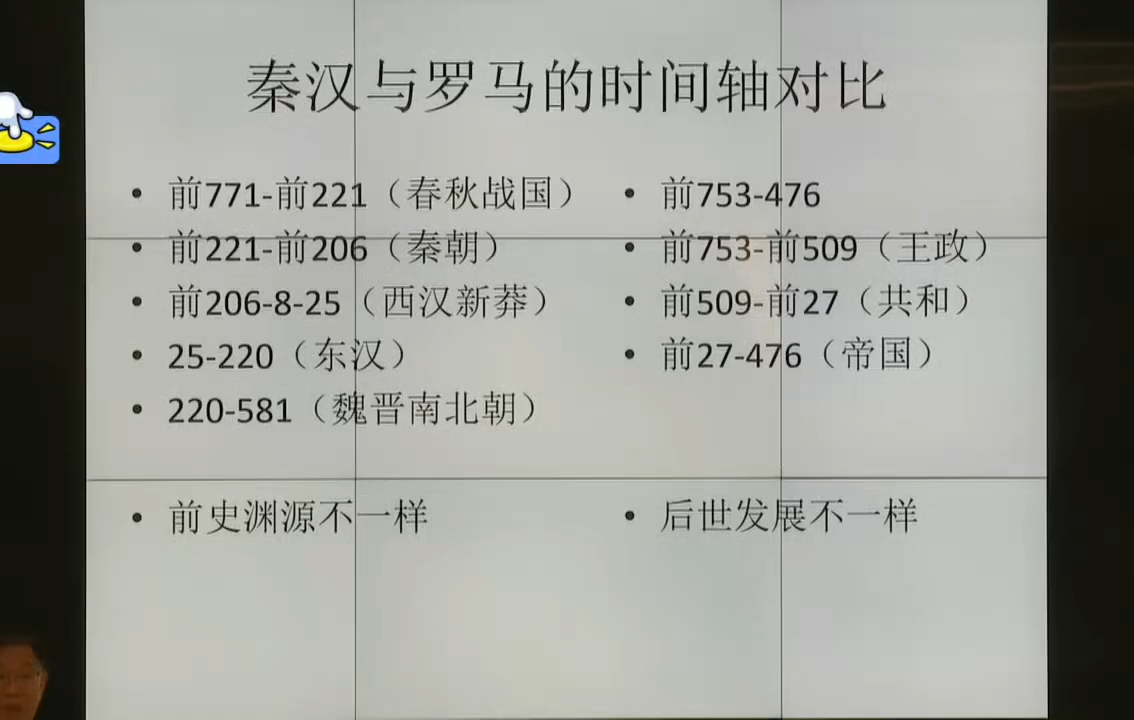 秦汉与罗马的时间轴对比
• 前771-前221（春秋战国）
• 前221-前206（秦朝）
• 前206-8-25（西汉新莽）
• 25-220（东汉）
• 220-581（魏晋南北朝）
• 前史渊源不一样
• 前753-476
• 前753-前509（王政）
• 前509-前27（共和）
• 前27-476（帝国）
• 后世发展不一样